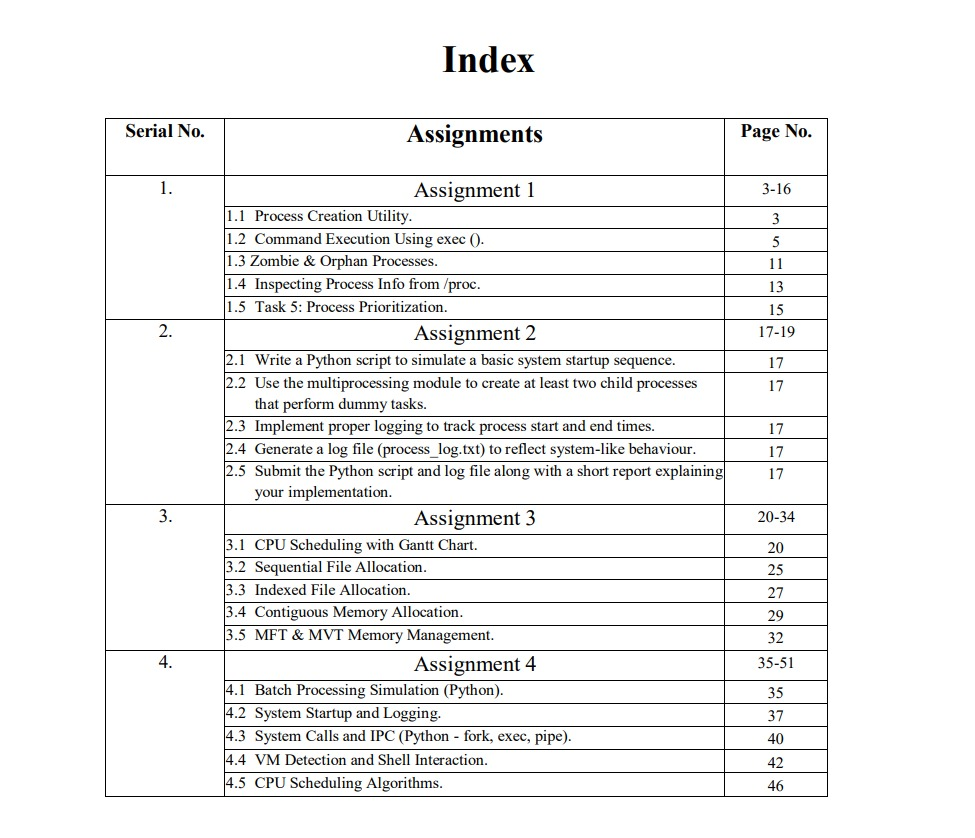 Index
Serial No. Assignments Page No.
1. Assignment 1 3-16
1.1 Process Creation Utility. 3
1.2 Command Execution Using exec (). 5
1.3 Zombie & Orphan Processes. 11
1.4 Inspecting Process Info from /proc. 13
1.5 Task 5: Process Prioritization. 15
2. Assignment 2 17-19
2.1 Write a Python script to simulate a basic system startup sequence. 17
2.2 Use the multiprocessing module to create at least two child processes 17
that perform dummy tasks.
2.3 Implement proper logging to track process start and end times. 17
2.4 Generate a log file (process_log.txt) to reflect system-like behaviour. 17
2.5 Submit the Python script and log file along with a short report explaining 17
your implementation.
3. Assignment 3 20-34
3.1 CPU Scheduling with Gantt Chart. 20
3.2 Sequential File Allocation. 25
3.3 Indexed File Allocation. 27
3.4 Contiguous Memory Allocation. 29
3.5 MFT & MVT Memory Management. 32
4. Assignment 4 35-51
4.1 Batch Processing Simulation (Python). 35
4.2 System Startup and Logging. 37
4.3 System Calls and IPC (Python - fork, exec, pipe). 40
4.4 VM Detection and Shell Interaction. 42
4.5 CPU Scheduling Algorithms. 46